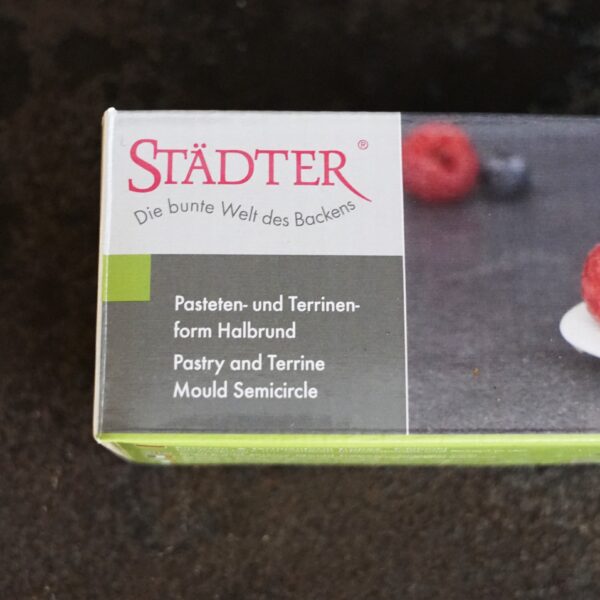 STÄDTER®
Die bunte Welt des Backens
Pasteten- und Terrinen-
form Halbrund
Pastry and Terrine
Mould Semicircle